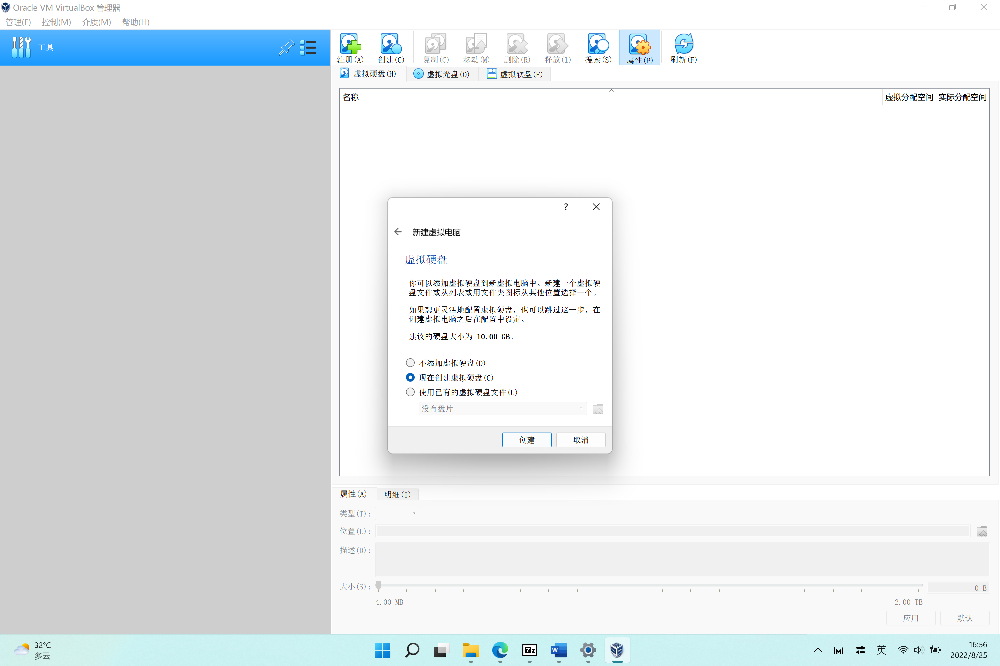 Oracle VM VirtualBox 管理器
管理(F) 控制(M) 介质(M) 帮助(H)
工具
注册(A) 创建(C) 复制(C) 移动(M) 删除(R) 释放(l) 搜索(S) 属性(P) 刷新(F)
虚拟硬盘(H) 虚拟光盘(O) 虚拟软盘(F)
名称 虚拟分配空间 实际分配空间
?
新建虚拟电脑
虚拟硬盘
你可以添加虚拟硬盘到新虚拟电脑中。新建一个虚拟硬
盘文件或从列表或用文件夹图标从其他位置选择一个。
如果想更灵活地配置虚拟硬盘，也可以跳过这一步，在
创建虚拟电脑之后在配置中设定。
建议的硬盘大小为 10.00 GB。
不添加虚拟硬盘(D)
现在创建虚拟硬盘(C)
使用已有的虚拟硬盘文件(U)
没有盘片
创建 取消
属性(A) 明细(I)
类型(T):
位置(L):
描述(D):
大小(S): 0 B
4.00 MB 2.00 TB
应用 默认
32°C
多云
7z
W
英
16:56
2022/8/25